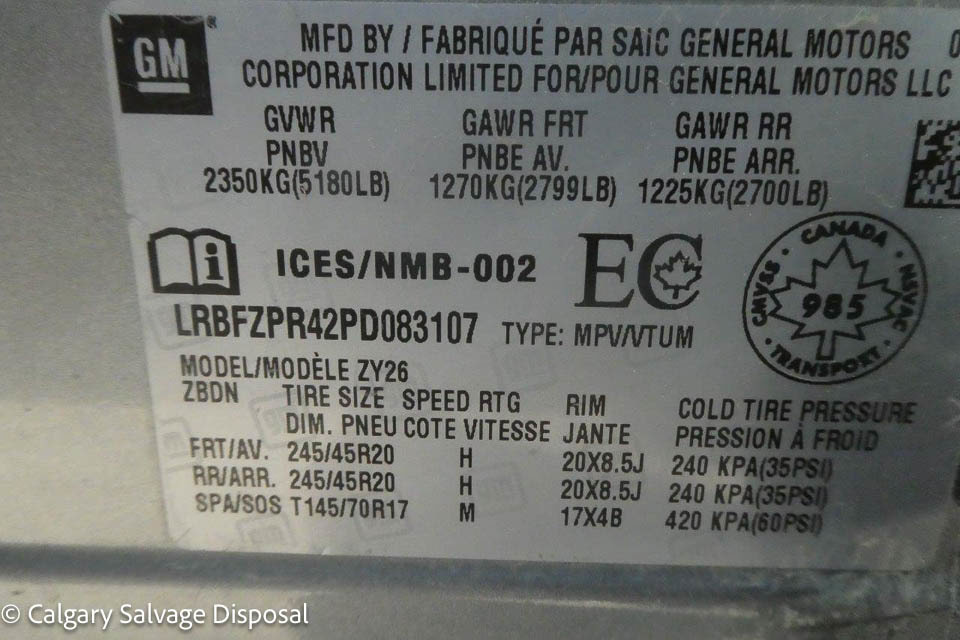 GM
MFD BY / FABRIQUÉ PAR SAIC GENERAL MOTORS
CORPORATION LIMITED FOR/POUR GENERAL MOTORS LLC
GVWR GAWR FRT GAWR RR
PNBV PNBE AV. PNBE ARR.
2350KG(5180LB) 1270KG(2799LB) 1225KG(2700LB)
i ICES/NMB-002 EC
CANADA
CMVSS 985 NSVAC
TRANSPORT
LRBFZPR42PD083107 TYPE: MPV/VTUM
MODEL/MODÈLE ZY26
ZBDN TIRE SIZE SPEED RTG RIM COLD TIRE PRESSURE
DIM. PNEU COTE VITESSE JANTE PRESSION À FROID
FRT/AV. 245/45R20 H 20X8.5J 240 KPA(35PSI)
RR/ARR. 245/45R20 H 20X8.5J 240 KPA(35PSI)
SPA/SOS T145/70R17 M 17X4B 420 KPA(60PSI)
© Calgary Salvage Disposal